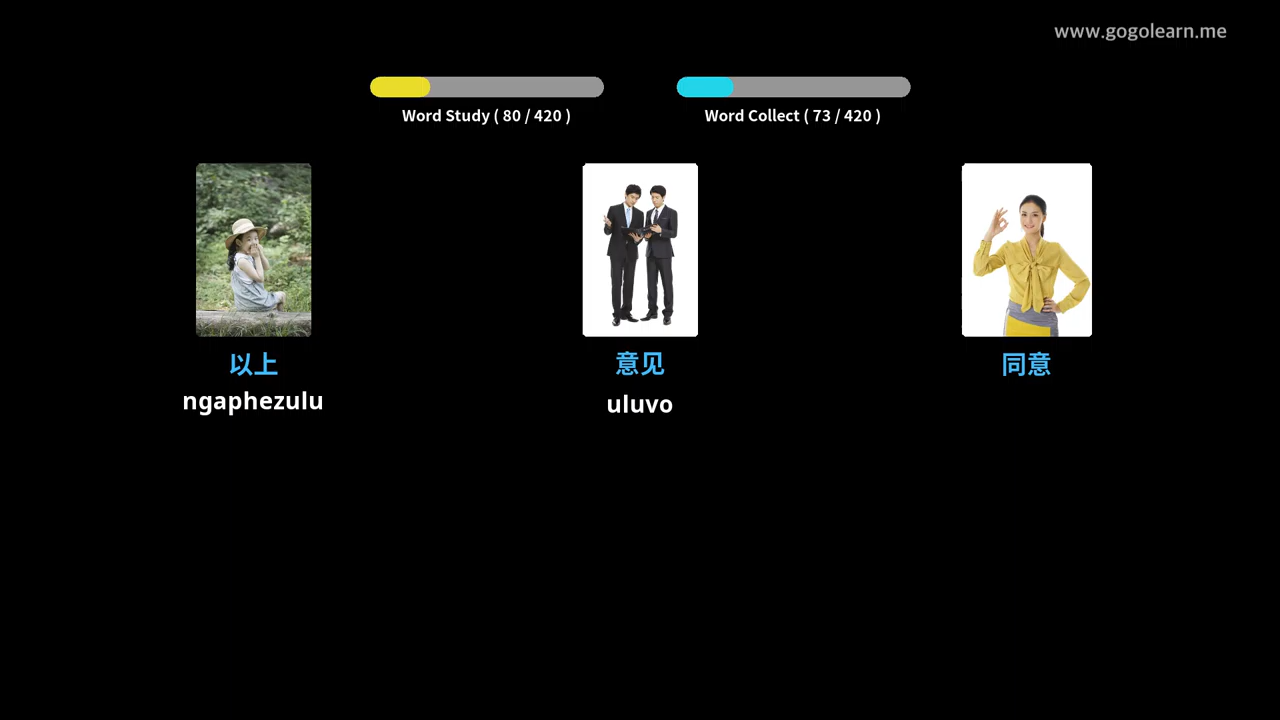 www.gogolearn.me
Word Study ( 80 / 420 )
Word Collect ( 73 / 420 )
以上
意见
同意
ngaphezulu
uluvo